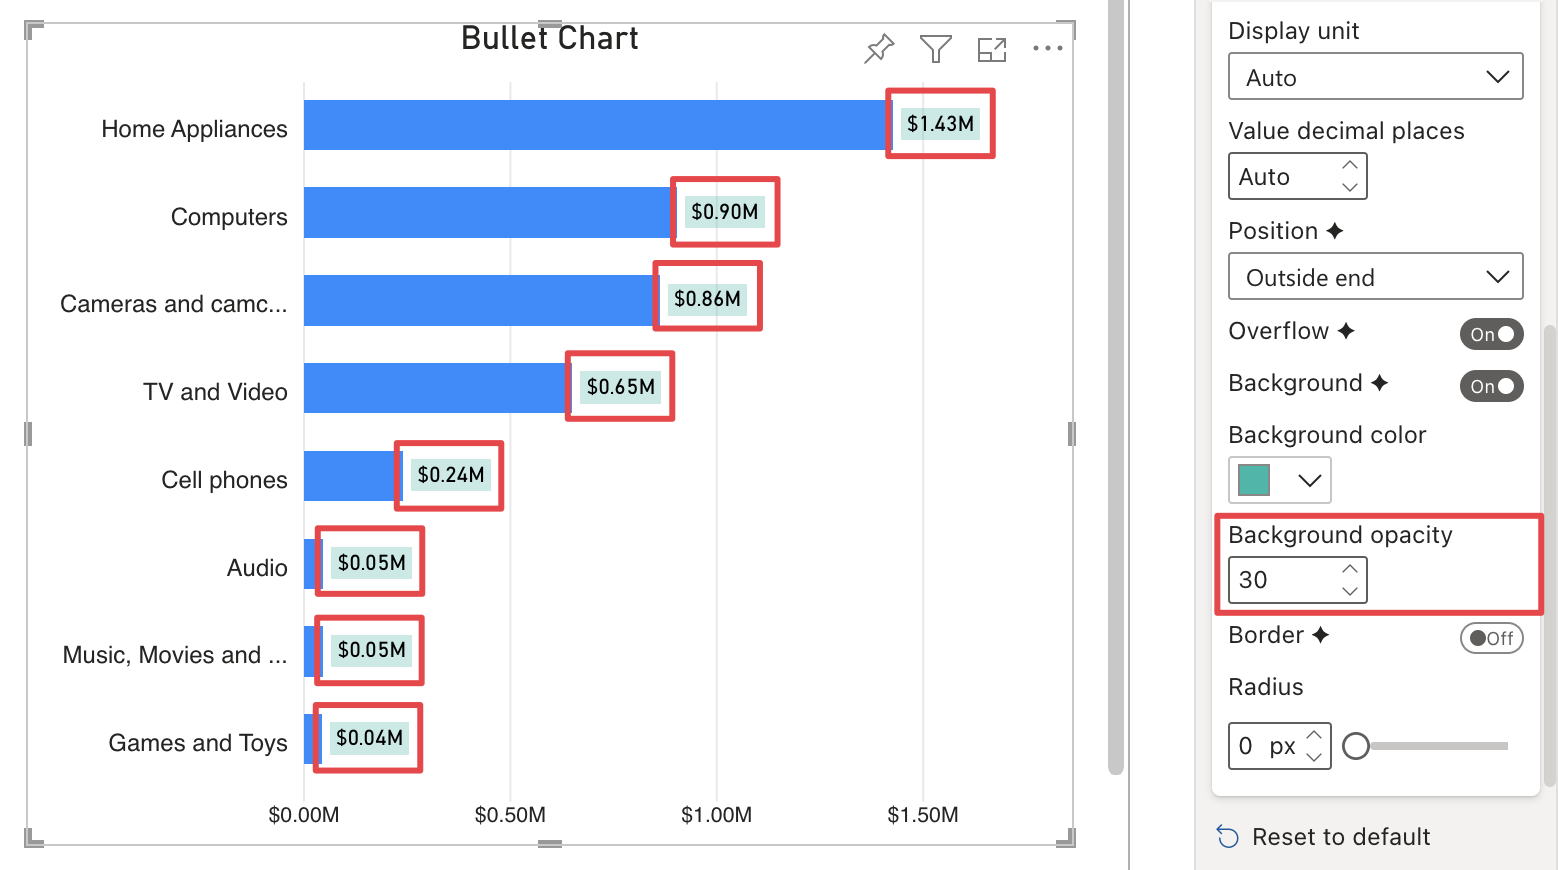 Bullet Chart
Home Appliances
$1.43M
Computers
$0.90M
Cameras and camc...
$0.86M
TV and Video
$0.65M
Cell phones
$0.24M
Audio
$0.05M
Music, Movies and ...
$0.05M
Games and Toys
$0.04M
$0.00M
$0.50M
$1.00M
$1.50M
Display unit
Auto
Value decimal places
Auto
Position
Outside end
Overflow
On
Background
On
Background color
Background opacity
30
Border
Off
Radius
0 px
Reset to default